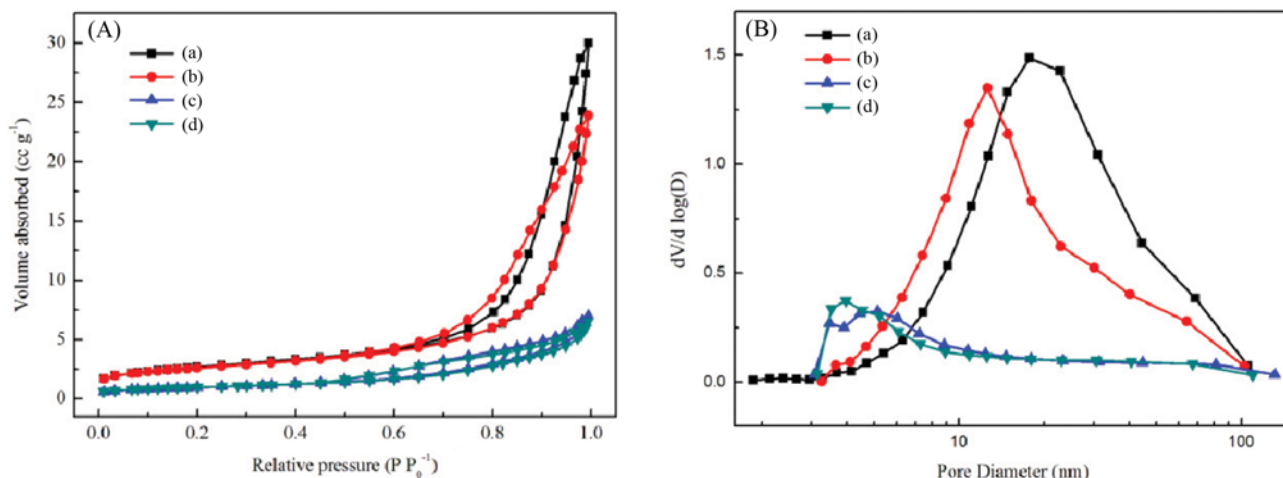 (A)
(a)
(b)
(c)
(d)
30
25
20
15
10
5
0
Volume absorbed (cc g⁻¹)
0.0 0.2 0.4 0.6 0.8 1.0
Relative pressure (P P₀⁻¹)
(B)
(a)
(b)
(c)
(d)
1.5
1.0
0.5
0.0
dV/d log(D)
10 100
Pore Diameter (nm)